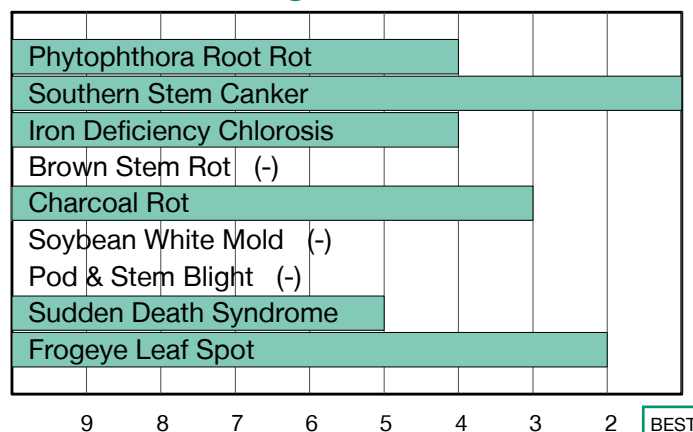 Phytophthora Root Rot
Southern Stem Canker
Iron Deficiency Chlorosis
Brown Stem Rot (-)
Charcoal Rot
Soybean White Mold (-)
Pod & Stem Blight (-)
Sudden Death Syndrome
Frogeye Leaf Spot
9 8 7 6 5 4 3 2 BEST